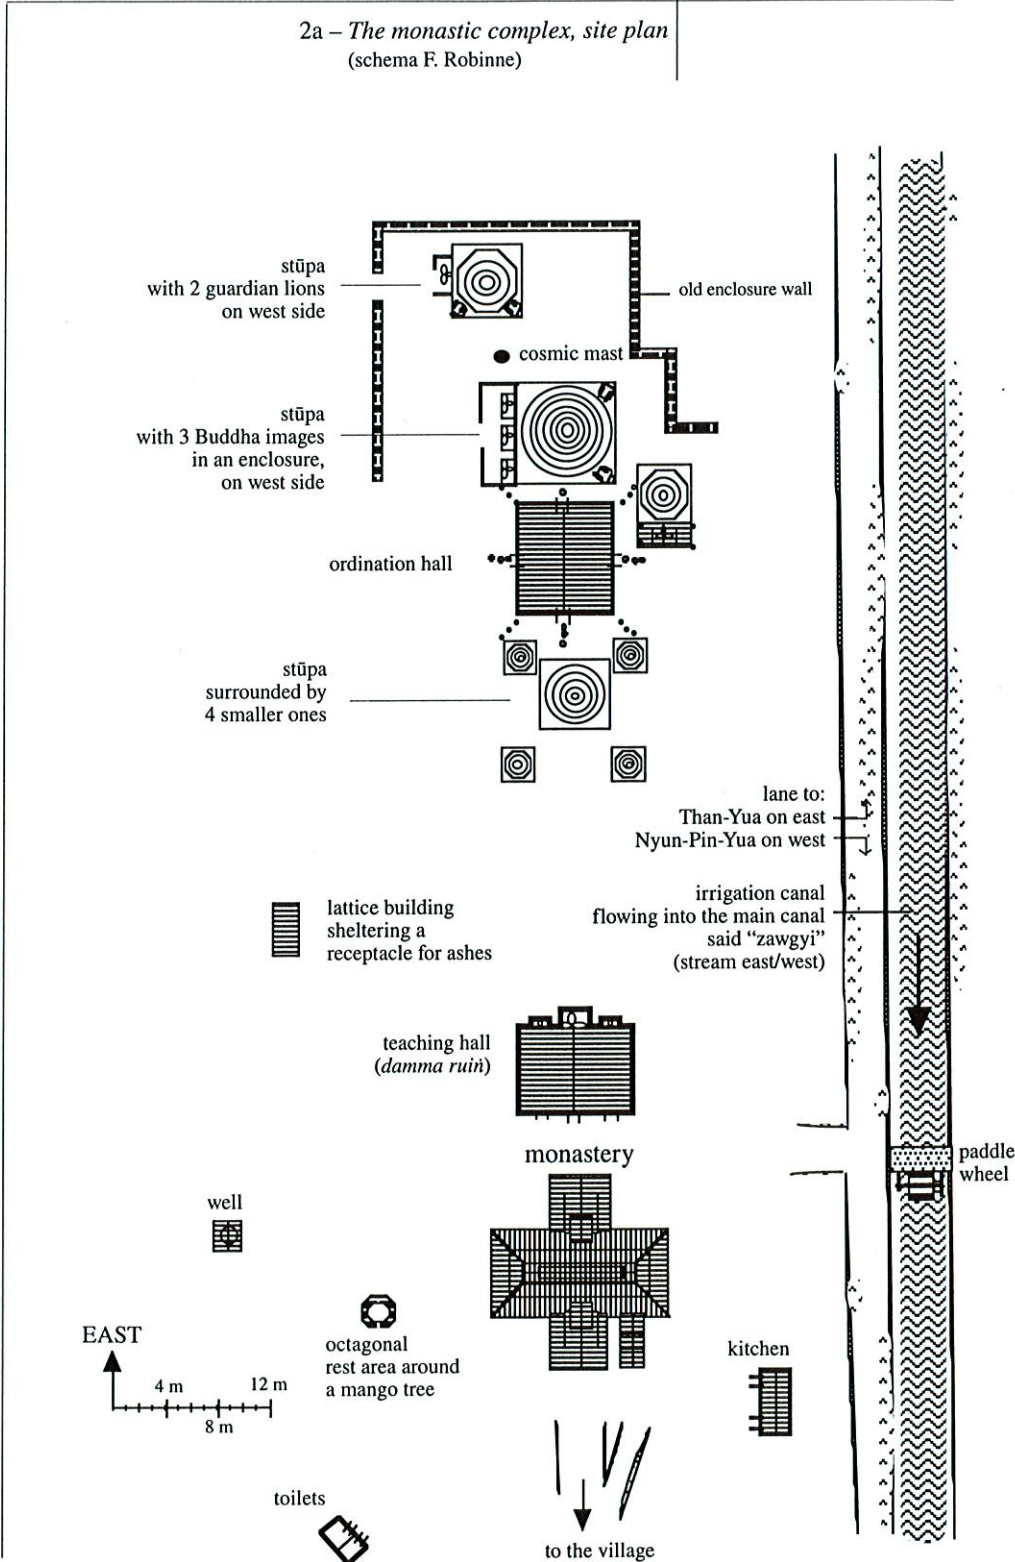 2a – The monastic complex, site plan
(schema F. Robinne)
stūpa
with 2 guardian lions
on west side
old enclosure wall
cosmic mast
stūpa
with 3 Buddha images
in an enclosure,
on west side
ordination hall
stūpa
surrounded by
4 smaller ones
lane to:
Than-Yua on east
Nyun-Pin-Yua on west
irrigation canal
flowing into the main canal
said “zawgyi”
(stream east/west)
lattice building
sheltering a
receptacle for ashes
teaching hall
(damma ruiṅ)
monastery
paddle
wheel
well
EAST
4 m
12 m
8 m
octagonal
rest area around
a mango tree
kitchen
toilets
to the village